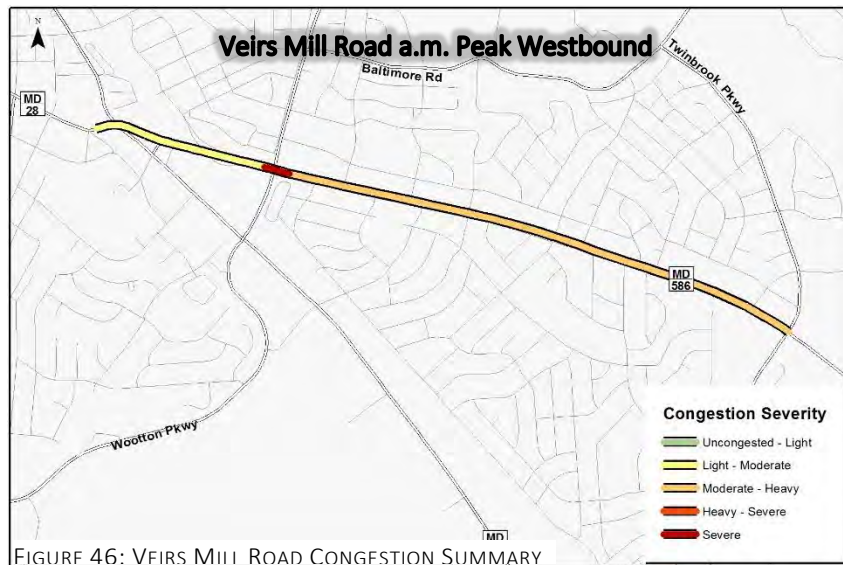 Veirs Mill Road a.m. Peak Westbound
N
Baltimore Rd
Twinbrook Pkwy
MD
28
MD
586
Wootton Pkwy
Congestion Severity
Uncongested - Light
Light - Moderate
Moderate - Heavy
Heavy - Severe
Severe
MD
FIGURE 46: VEIRS MILL ROAD CONGESTION SUMMARY